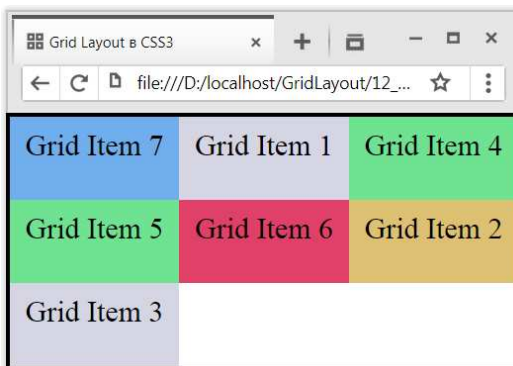 Grid Layout в CSS3
file:///D:/localhost/GridLayout/12_...
Grid Item 7 Grid Item 1 Grid Item 4
Grid Item 5 Grid Item 6 Grid Item 2
Grid Item 3